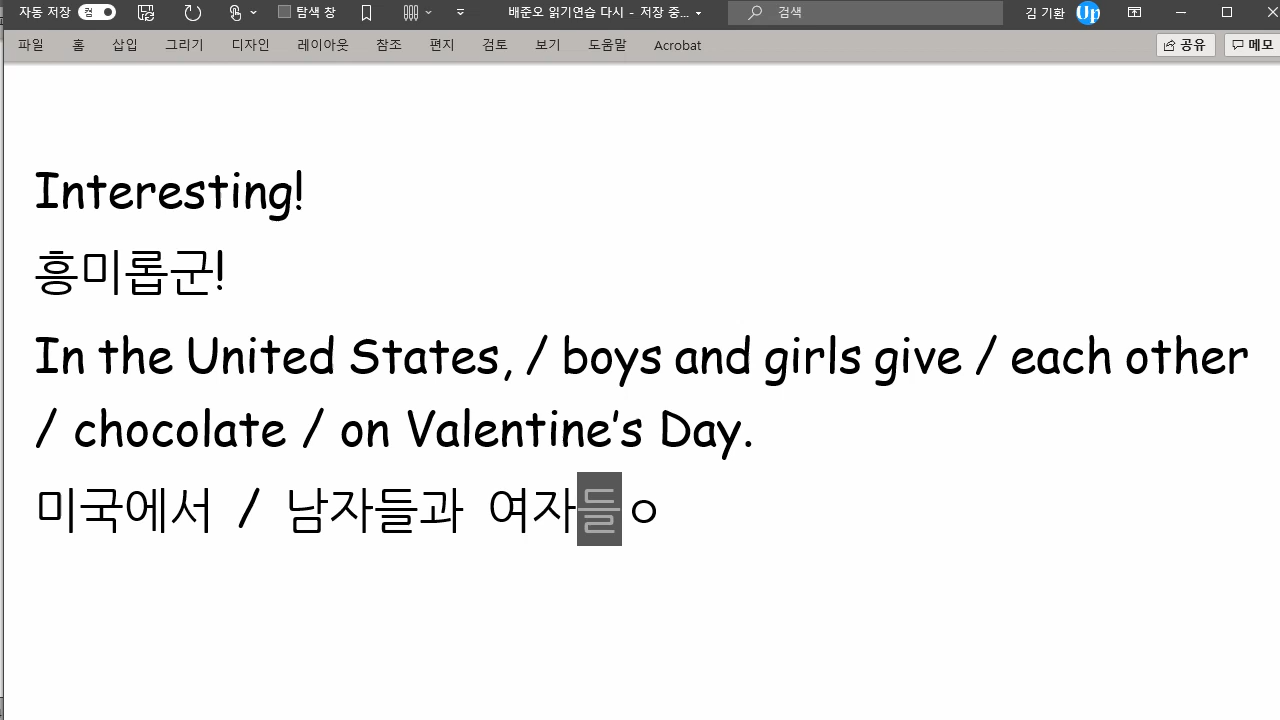 자동 저장 컴 탐색 창 배준오 읽기연습 다시 - 저장 중... 검색 김 기환 Up
파일 홈 삽입 그리기 디자인 레이아웃 참조 편지 검토 보기 도움말 Acrobat 공유 메모
Interesting!
흥미롭군!
In the United States, / boys and girls give / each other
/ chocolate / on Valentine’s Day.
미국에서 / 남자들과 여자들ㅇ